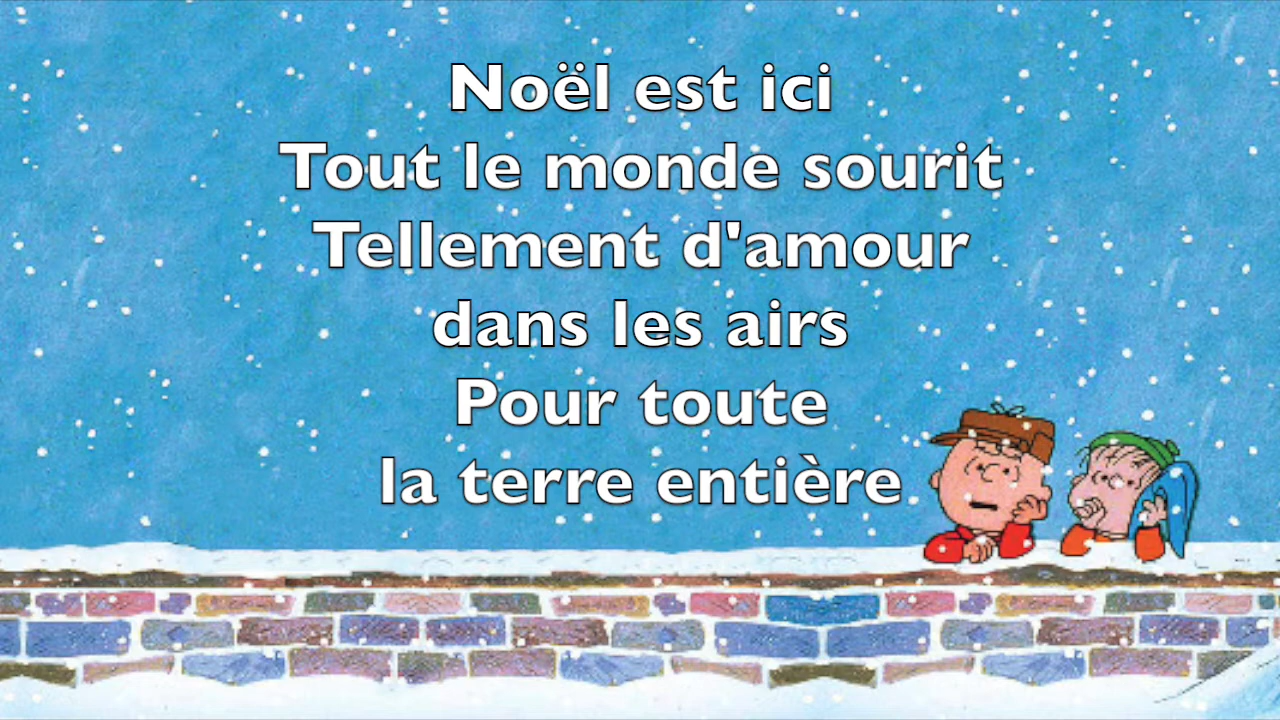 Noël est ici
Tout le monde sourit
Tellement d'amour
dans les airs
Pour toute
la terre entière